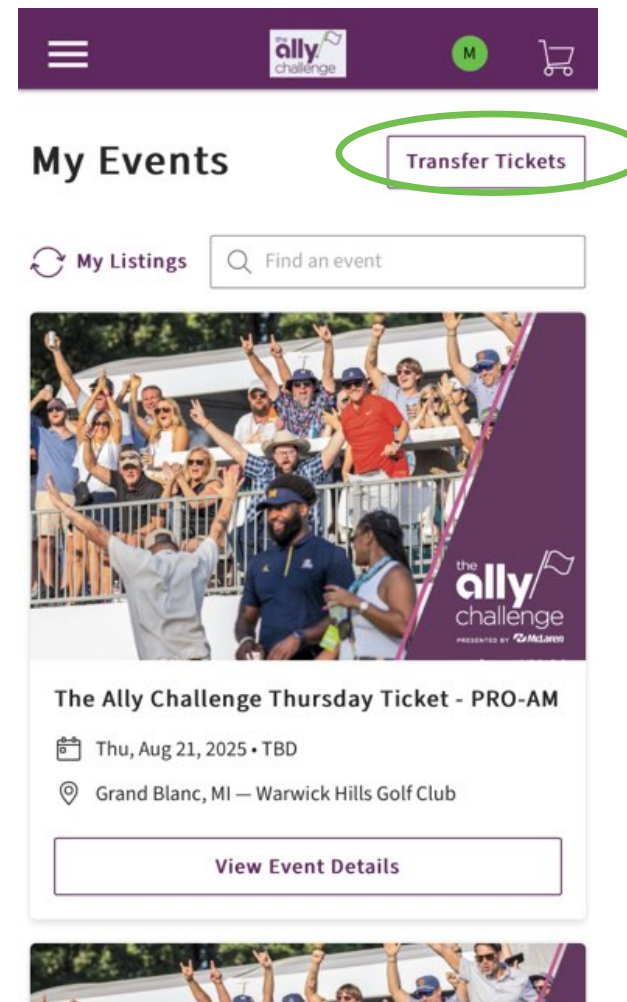 the
ally
challenge
M
My Events
Transfer Tickets
My Listings
Find an event
the
ally
challenge
PRESENTED BY McLaren
The Ally Challenge Thursday Ticket - PRO-AM
Thu, Aug 21, 2025 • TBD
Grand Blanc, MI — Warwick Hills Golf Club
View Event Details